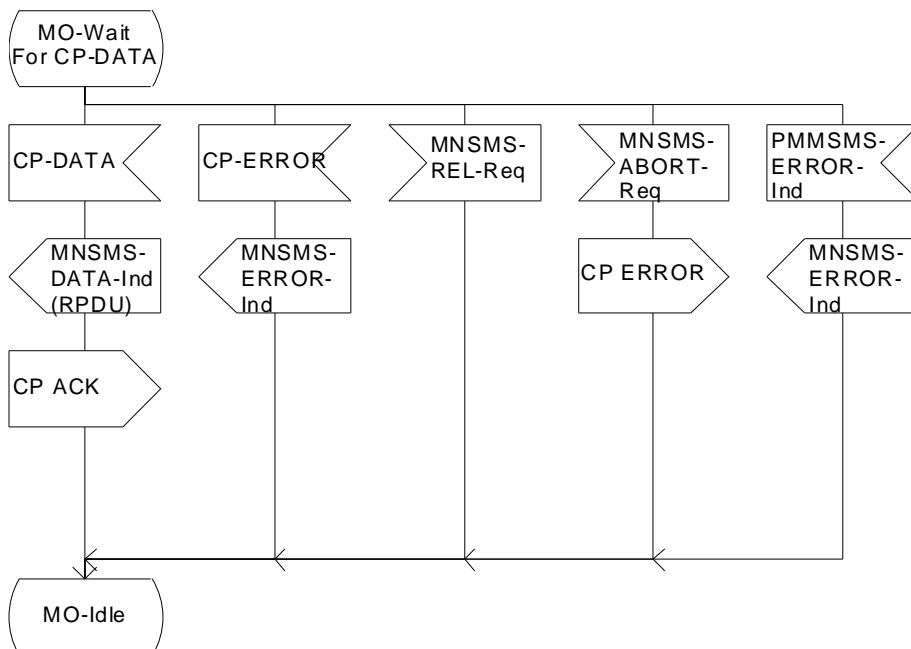 MO-Wait
For CP-DATA
CP-DATA
CP-ERROR
MNSMS-
REL-Req
MNSMS-
ABORT-
Req
PMMSMS-
ERROR-
Ind
MNSMS-
DATA-Ind
(RPDU)
MNSMS-
ERROR-
Ind
CP ERROR
MNSMS-
ERROR-
Ind
CP ACK
MO-Idle